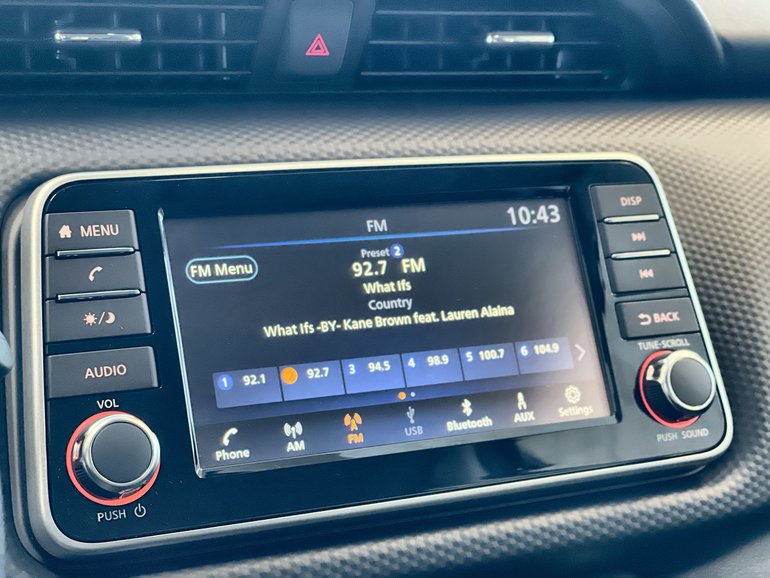 MENU
AUDIO
VOL
PUSH
FM
10:43
FM Menu
Preset 2
92.7 FM
What Ifs
Country
What Ifs -BY- Kane Brown feat. Lauren Alaina
1 92.1
92.7
3 94.5
4 98.9
5 100.7
6 104.9
Phone
AM
FM
USB
Bluetooth
AUX
Settings
DISP
BACK
TUNE-SCROLL
PUSH SOUND